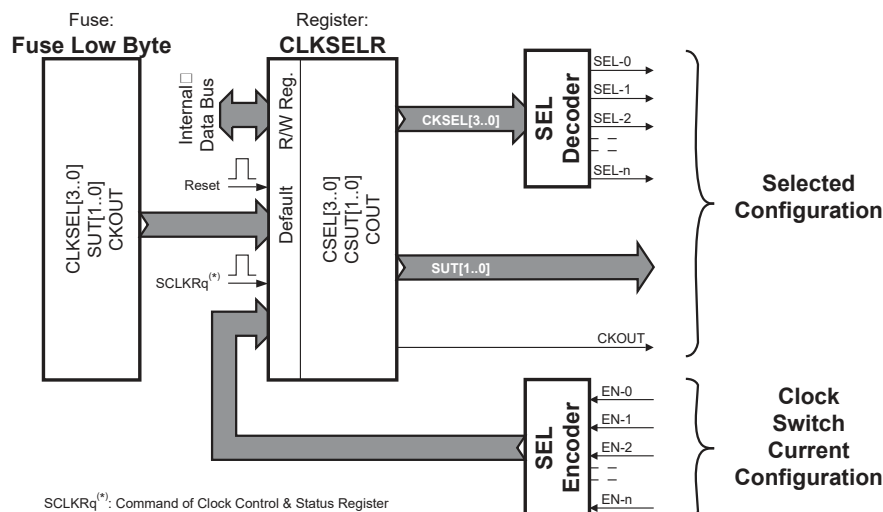 Fuse:
Fuse Low Byte
Register:
CLKSELR
CLKSEL[3..0]
SUT[1..0]
CKOUT
Internal□
Data Bus
Reset
SCLKRq(*)
R/W Reg.
Default
CSEL[3..0]
CSUT[1..0]
COUT
CKSEL[3..0]
SUT[1..0]
CKOUT
SEL
Decoder
SEL-0
SEL-1
SEL-2
SEL-n
Selected
Configuration
SEL
Encoder
EN-0
EN-1
EN-2
EN-n
Clock
Switch
Current
Configuration
SCLKRq(*): Command of Clock Control & Status Register